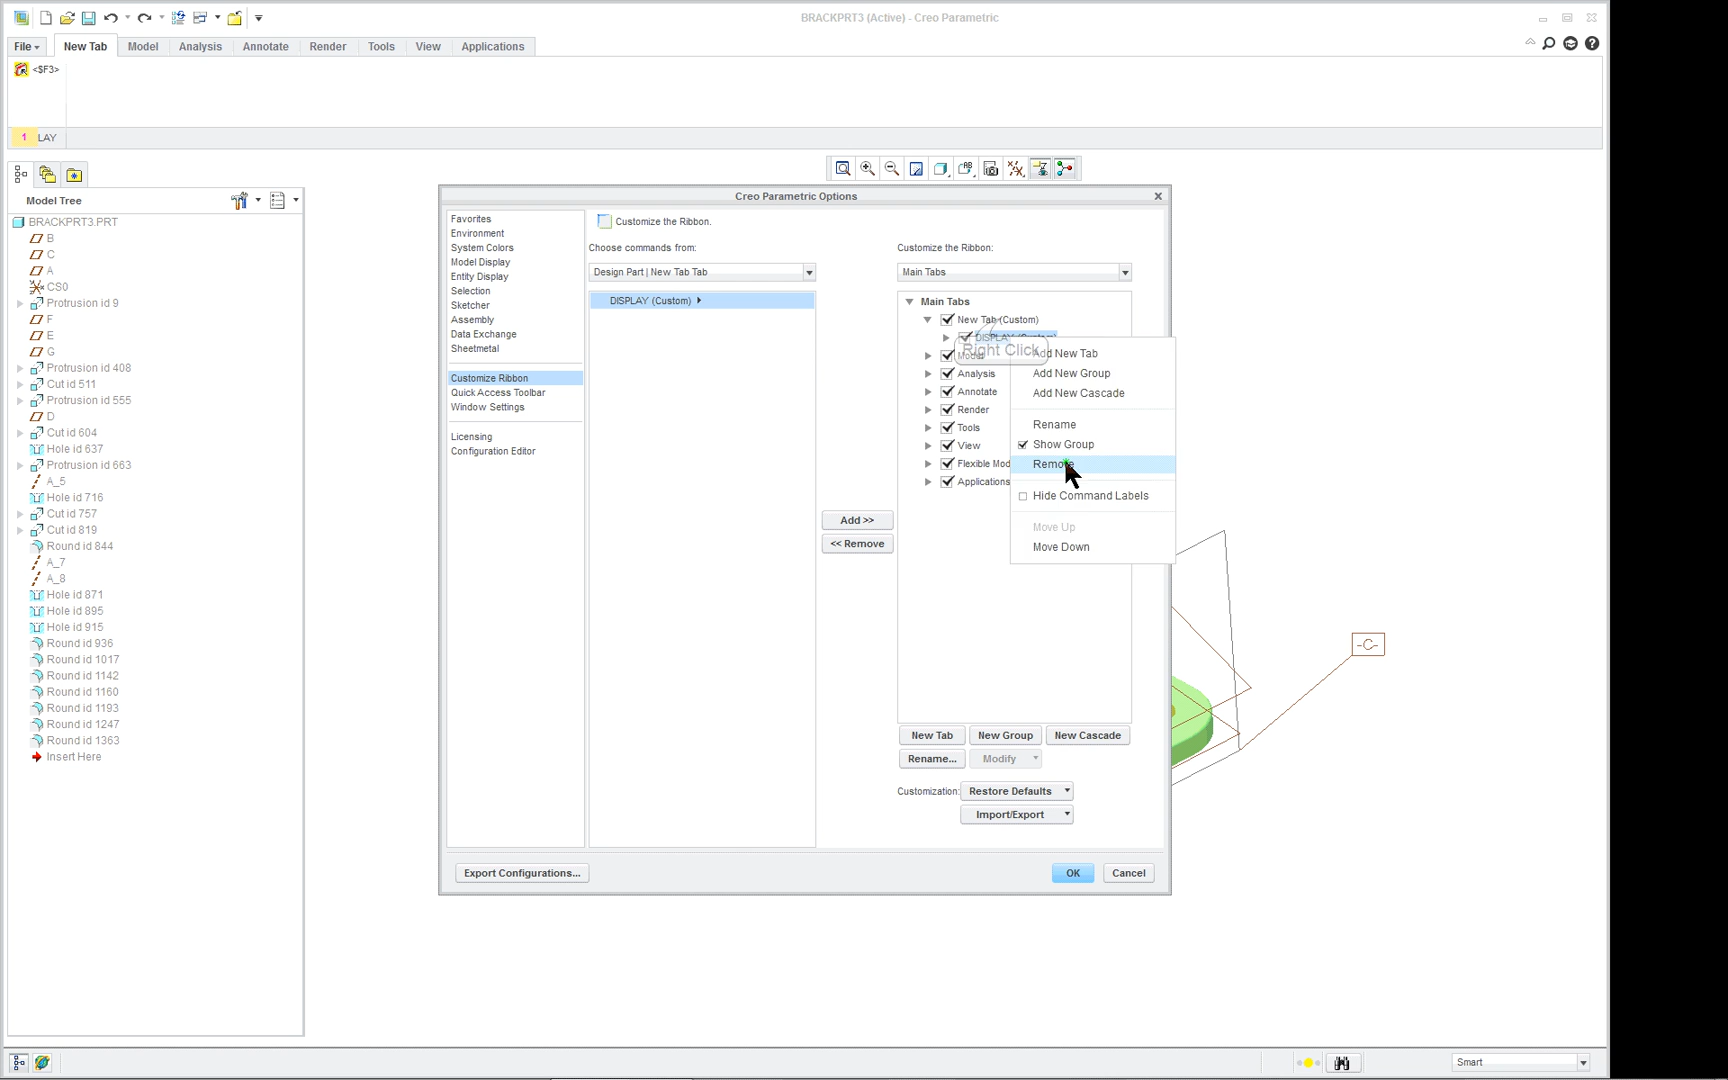 BRACKPRT3 (Active) - Creo Parametric
File New Tab Model Analysis Annotate Render Tools View Applications
<$F3>
1 LAY
Model Tree
BRACKPRT3.PRT
B
C
A
CS0
Protrusion id 9
F
E
G
Protrusion id 408
Cut id 511
Protrusion id 555
D
Cut id 604
Hole id 637
Protrusion id 663
A_5
Hole id 716
Cut id 757
Cut id 819
Round id 844
A_7
A_8
Hole id 871
Hole id 895
Hole id 915
Round id 936
Round id 1017
Round id 1142
Round id 1160
Round id 1193
Round id 1247
Round id 1363
Insert Here
Creo Parametric Options
Favorites
Environment
System Colors
Model Display
Entity Display
Selection
Sketcher
Assembly
Data Exchange
Sheetmetal
Customize Ribbon
Quick Access Toolbar
Window Settings
Licensing
Configuration Editor
Customize the Ribbon.
Choose commands from:
Design Part | New Tab Tab
DISPLAY (Custom)
Add >>
<< Remove
Customize the Ribbon:
Main Tabs
Main Tabs
New Tab (Custom)
DISPLAY (Custom)
Model
Analysis
Annotate
Render
Tools
View
Flexible Mod
Applications
Right Click
Add New Tab
Add New Group
Add New Cascade
Rename
Show Group
Remove
Hide Command Labels
Move Up
Move Down
New Tab New Group New Cascade
Rename... Modify
Customization: Restore Defaults
Import/Export
Export Configurations... OK Cancel
-C-
Smart